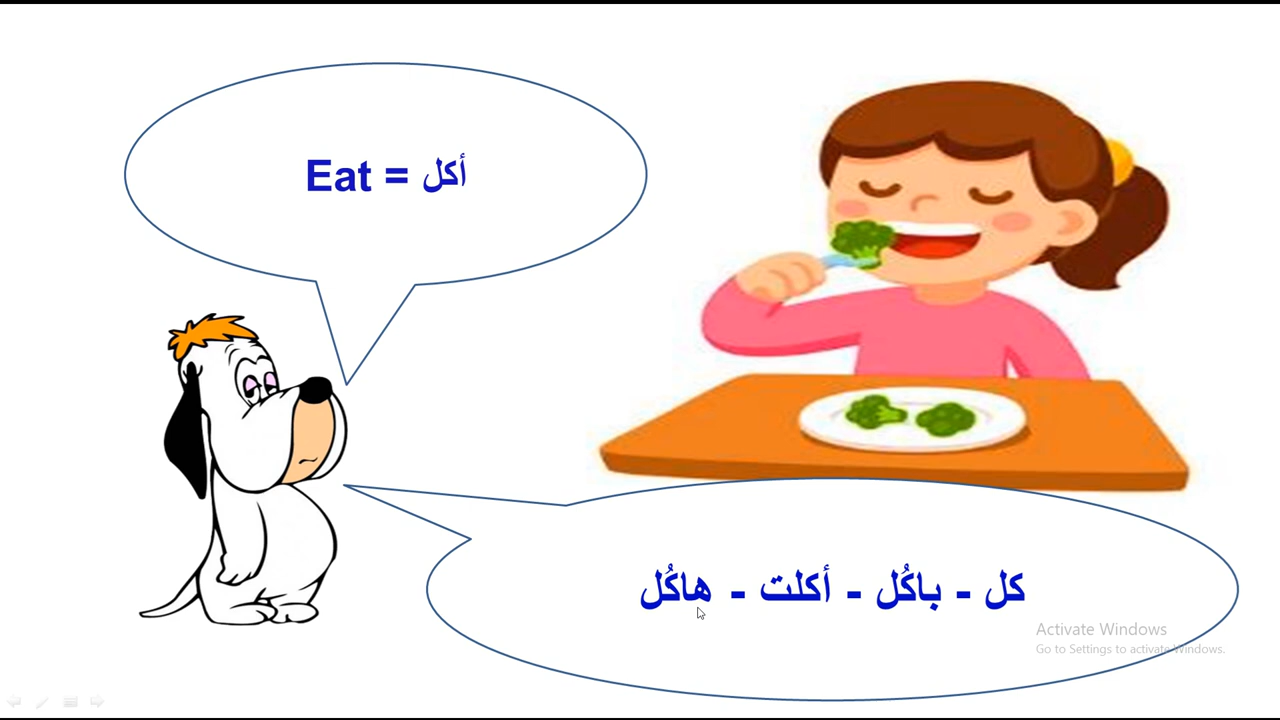 Eat = أكل
كل - باكُل - أكلت - هاكُل
Activate Windows
Go to Settings to activate Windows.